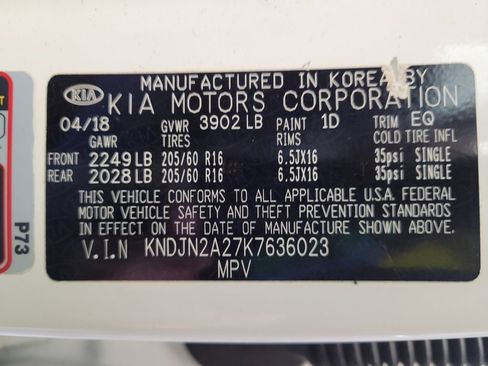 MANUFACTURED IN KOREA BY
KIA KIA MOTORS CORPORATION
04/18 GVWR 3902 LB PAINT 1D TRIM EQ
GAWR TIRES RIMS COLD TIRE INFL
FRONT 2249 LB 205/60 R16 6.5JX16 35psi SINGLE
REAR 2028 LB 205/60 R16 6.5JX16 35psi SINGLE
THIS VEHICLE CONFORMS TO ALL APPLICABLE U.S.A. FEDERAL
MOTOR VEHICLE SAFETY AND THEFT PREVENTION STANDARDS
IN EFFECT ON THE DATE OF MANUFACTURE SHOWN ABOVE.
V.I.N KNDJN2A27K7636023
MPV
P73